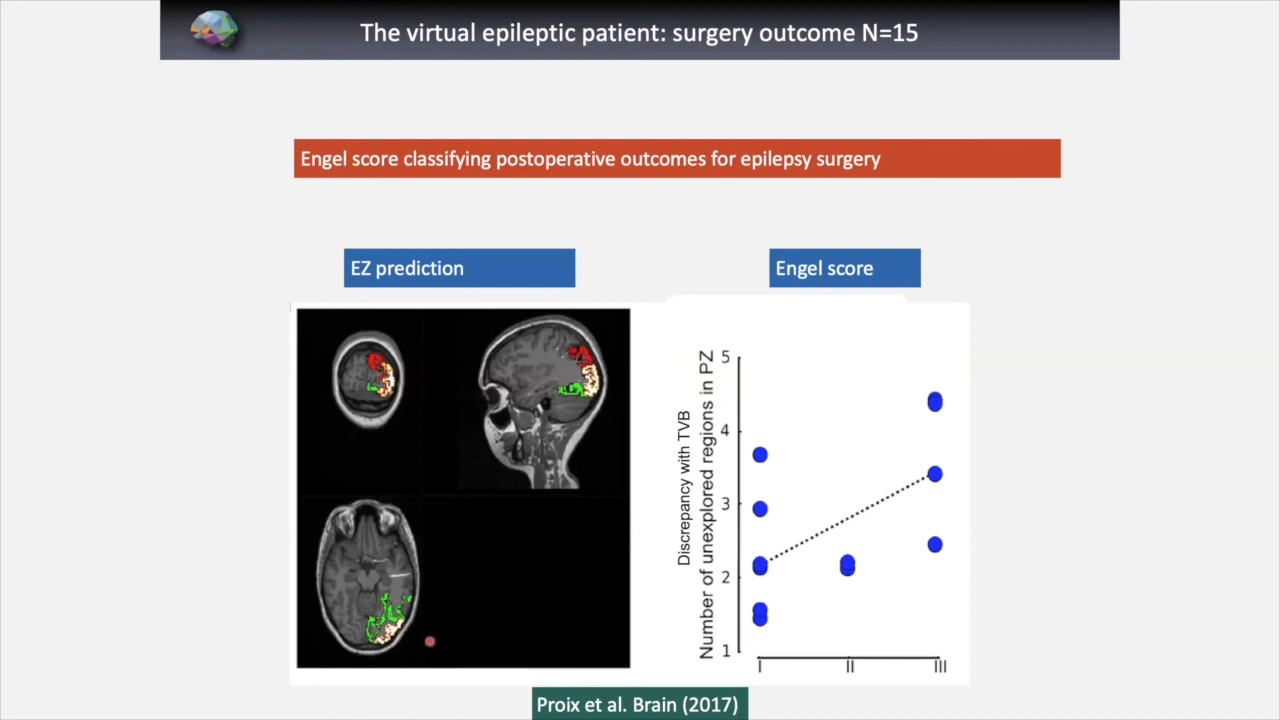 The virtual epileptic patient: surgery outcome N=15
Engel score classifying postoperative outcomes for epilepsy surgery
EZ prediction
Engel score
Discrepancy with TVB
Number of unexplored regions in PZ
5
4
3
2
1
I
II
III
Proix et al. Brain (2017)